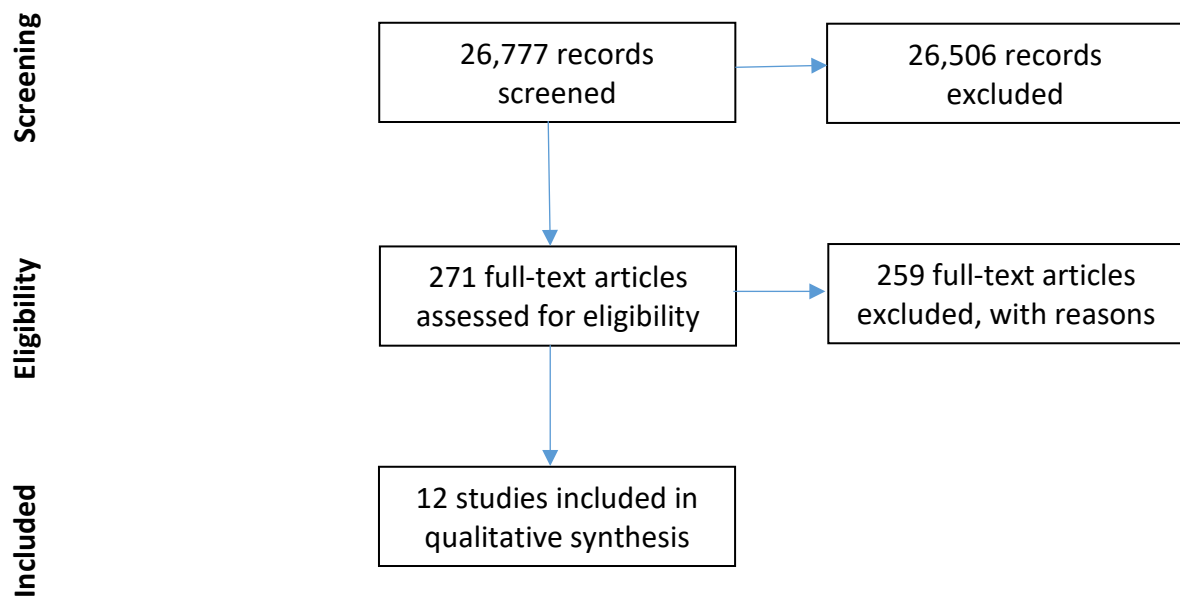 Screening
26,777 records
screened
26,506 records
excluded
Eligibility
271 full-text articles
assessed for eligibility
259 full-text articles
excluded, with reasons
Included
12 studies included in
qualitative synthesis